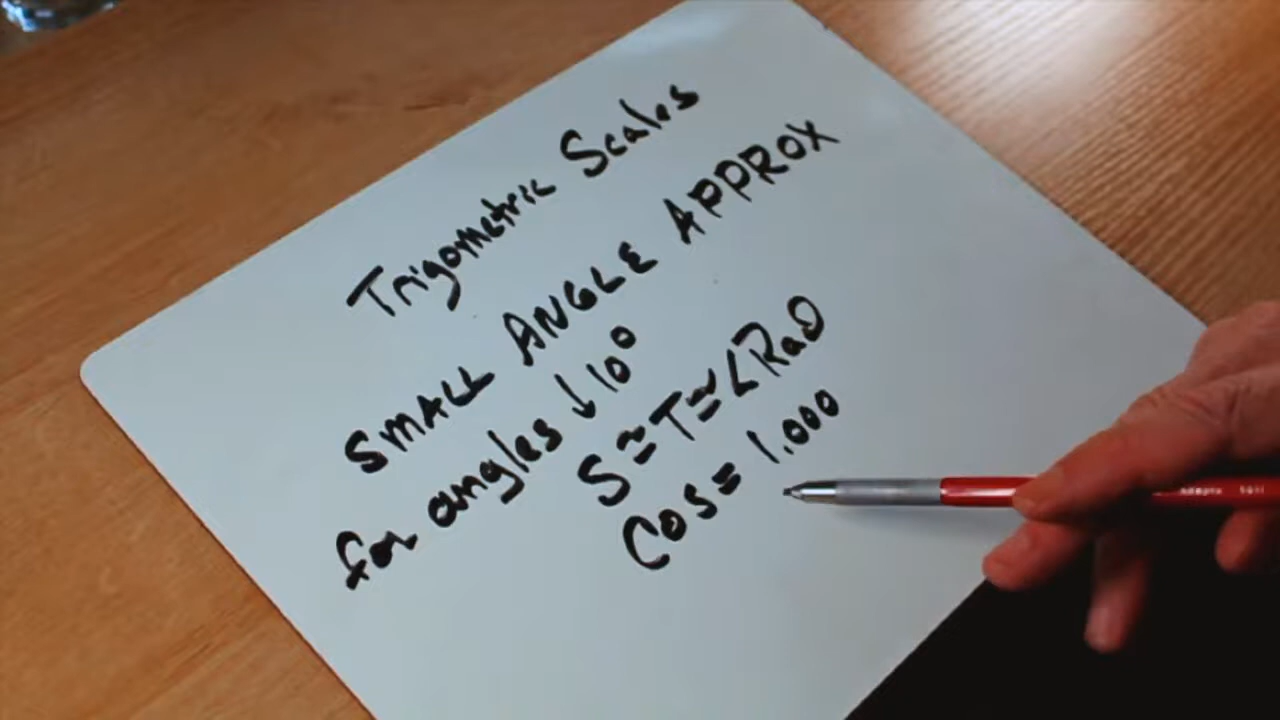 Trigometric Scales
SMALL ANGLE APPROX
for angles ↓ 10°
S≅T≅∠RaD
Cos= 1.000